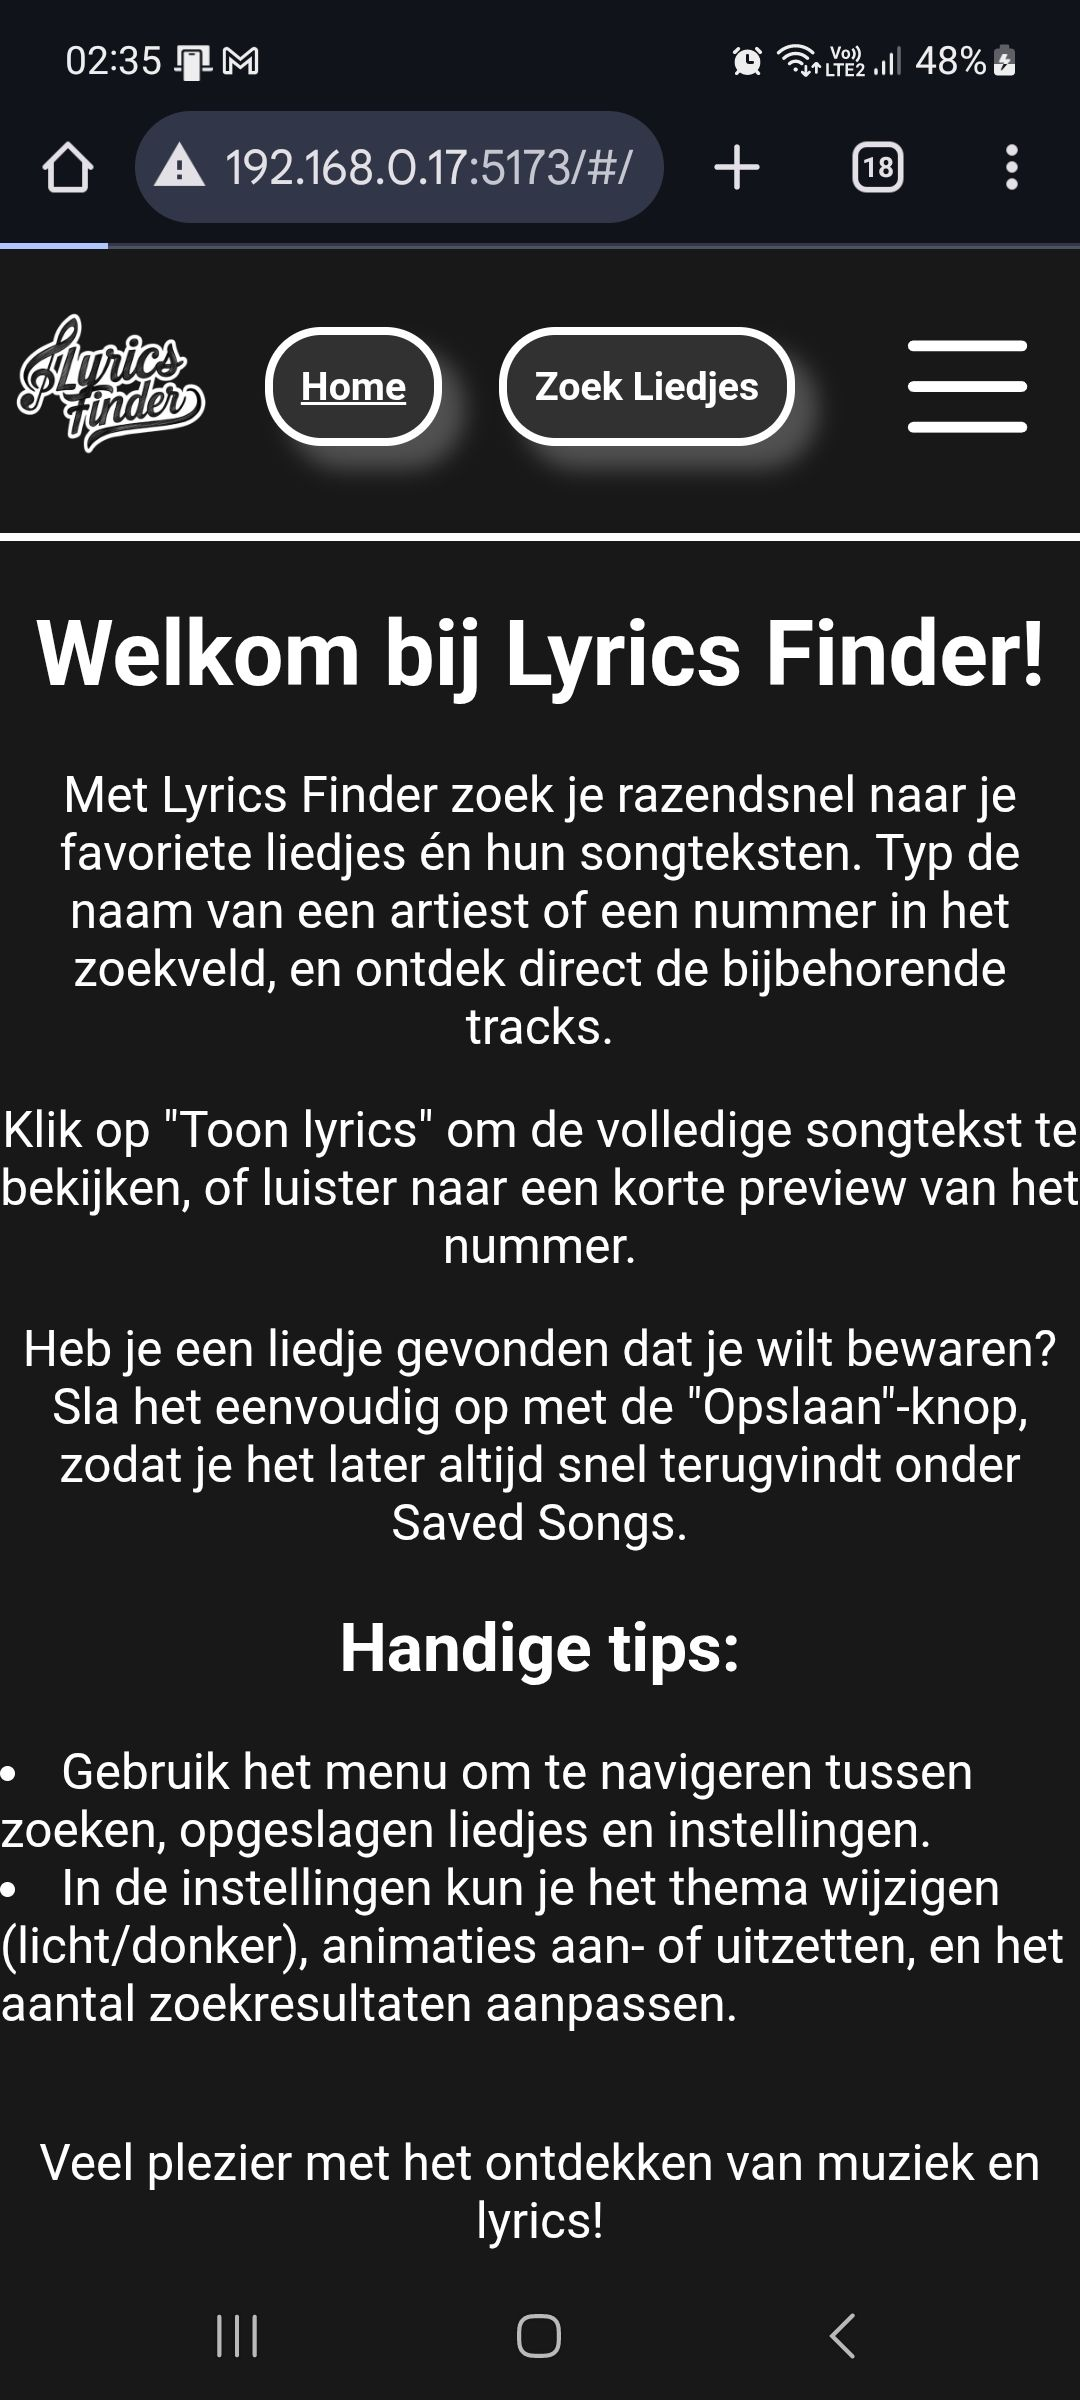 02:35
Vo))
LTE2
48%
192.168.0.17:5173/#/
18
Lyrics
Finder
Home
Zoek Liedjes
Welkom bij Lyrics Finder!
Met Lyrics Finder zoek je razendsnel naar je
favoriete liedjes én hun songteksten. Typ de
naam van een artiest of een nummer in het
zoekveld, en ontdek direct de bijbehorende
tracks.
Klik op "Toon lyrics" om de volledige songtekst te
bekijken, of luister naar een korte preview van het
nummer.
Heb je een liedje gevonden dat je wilt bewaren?
Sla het eenvoudig op met de "Opslaan"-knop,
zodat je het later altijd snel terugvindt onder
Saved Songs.
Handige tips:
• Gebruik het menu om te navigeren tussen
zoeken, opgeslagen liedjes en instellingen.
• In de instellingen kun je het thema wijzigen
(licht/donker), animaties aan- of uitzetten, en het
aantal zoekresultaten aanpassen.
Veel plezier met het ontdekken van muziek en
lyrics!